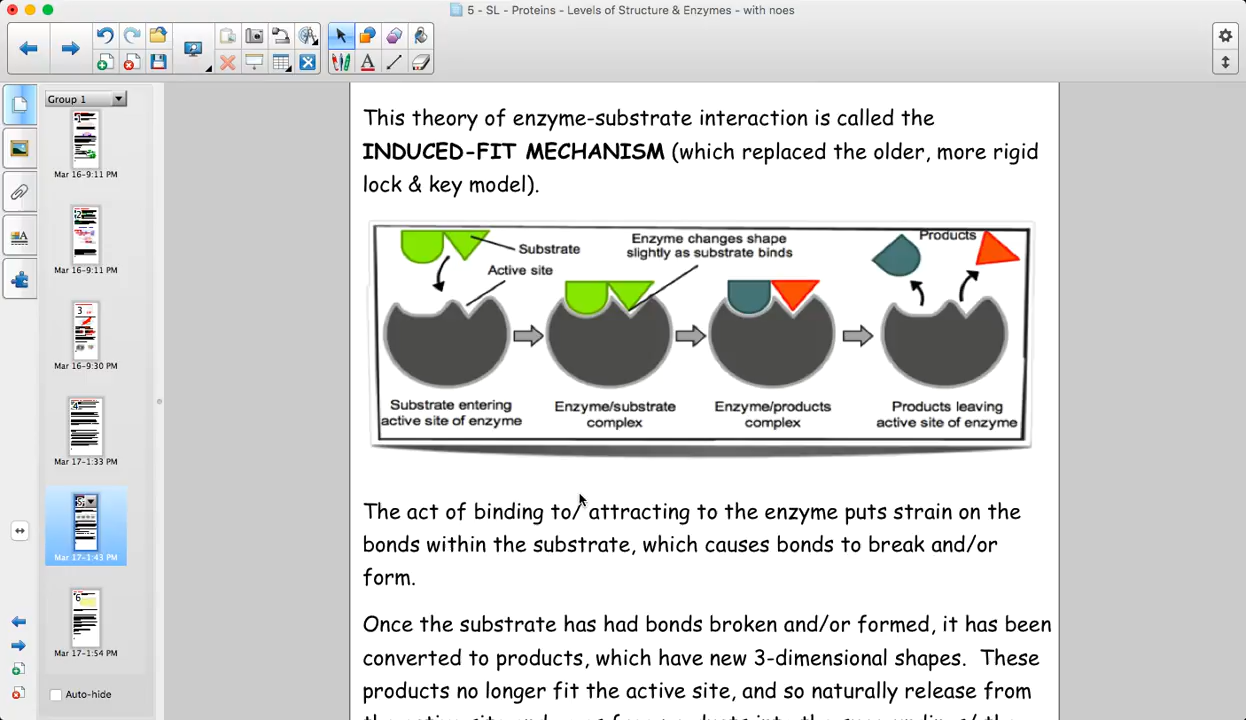 5 - SL - Proteins - Levels of Structure & Enzymes - with noes
Group 1
1
Mar 16-9:11 PM
2
Mar 16-9:11 PM
3
Mar 16-9:30 PM
4
Mar 17-1:33 PM
5
Mar 17-1:43 PM
6
Mar 17-1:54 PM
Auto-hide
This theory of enzyme-substrate interaction is called the
INDUCED-FIT MECHANISM (which replaced the older, more rigid
lock & key model).
Substrate
Active site
Enzyme changes shape
slightly as substrate binds
Products
Substrate entering
active site of enzyme
Enzyme/substrate
complex
Enzyme/products
complex
Products leaving
active site of enzyme
The act of binding to/ attracting to the enzyme puts strain on the
bonds within the substrate, which causes bonds to break and/or
form.
Once the substrate has had bonds broken and/or formed, it has been
converted to products, which have new 3-dimensional shapes. These
products no longer fit the active site, and so naturally release from